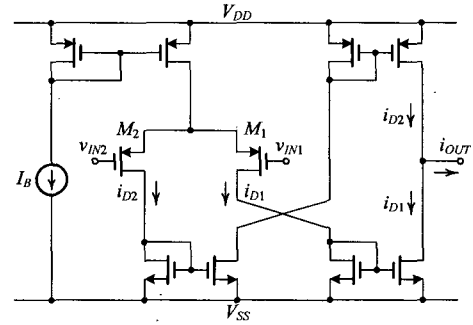 V_DD
M_2 M_1
v_IN2 v_IN1
i_D2 i_OUT
I_B i_D2 i_D1 i_D1
V_SS